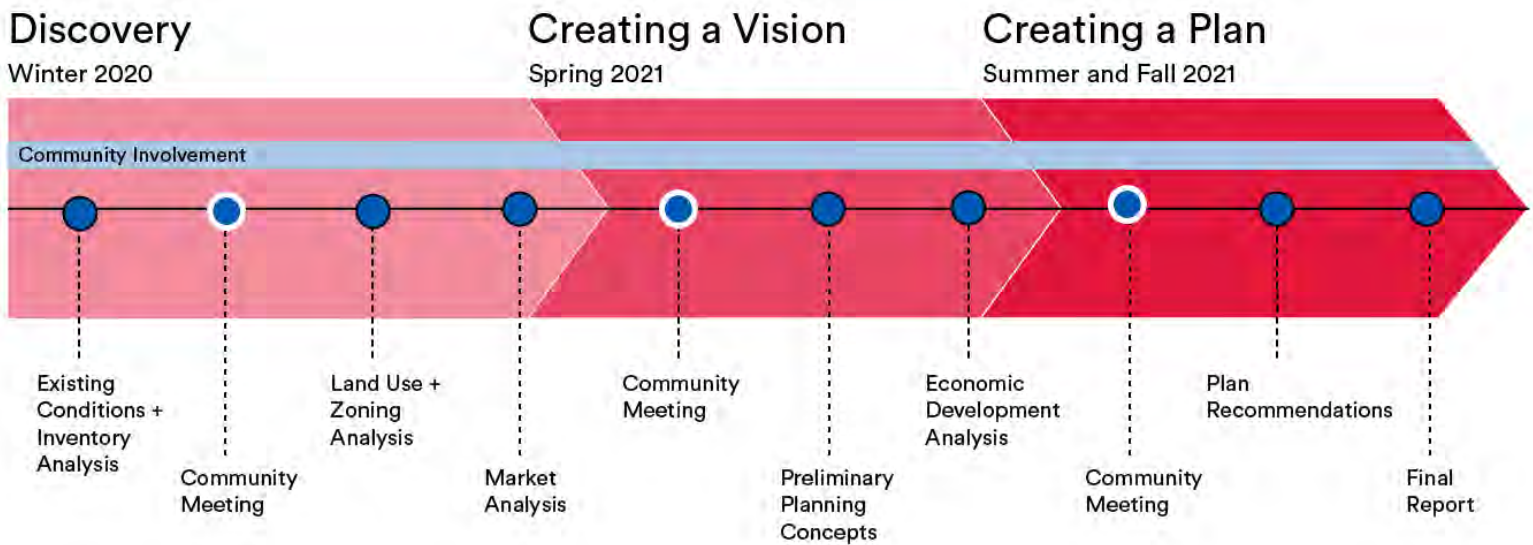 Discovery
Winter 2020
Creating a Vision
Spring 2021
Creating a Plan
Summer and Fall 2021
Community Involvement
Existing
Conditions +
Inventory
Analysis
Community
Meeting
Land Use +
Zoning
Analysis
Market
Analysis
Community
Meeting
Preliminary
Planning
Concepts
Economic
Development
Analysis
Community
Meeting
Plan
Recommendations
Final
Report